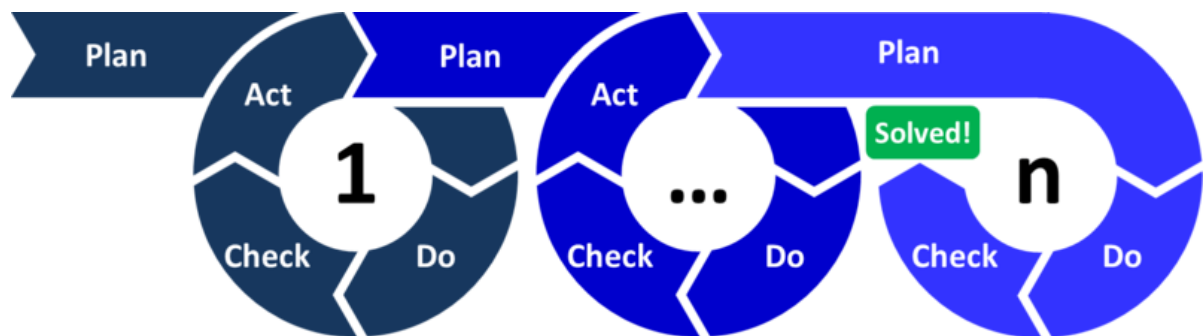 Plan
Act
1
Check
Do
Plan
Act
...
Check
Do
Plan
Solved!
n
Check
Do